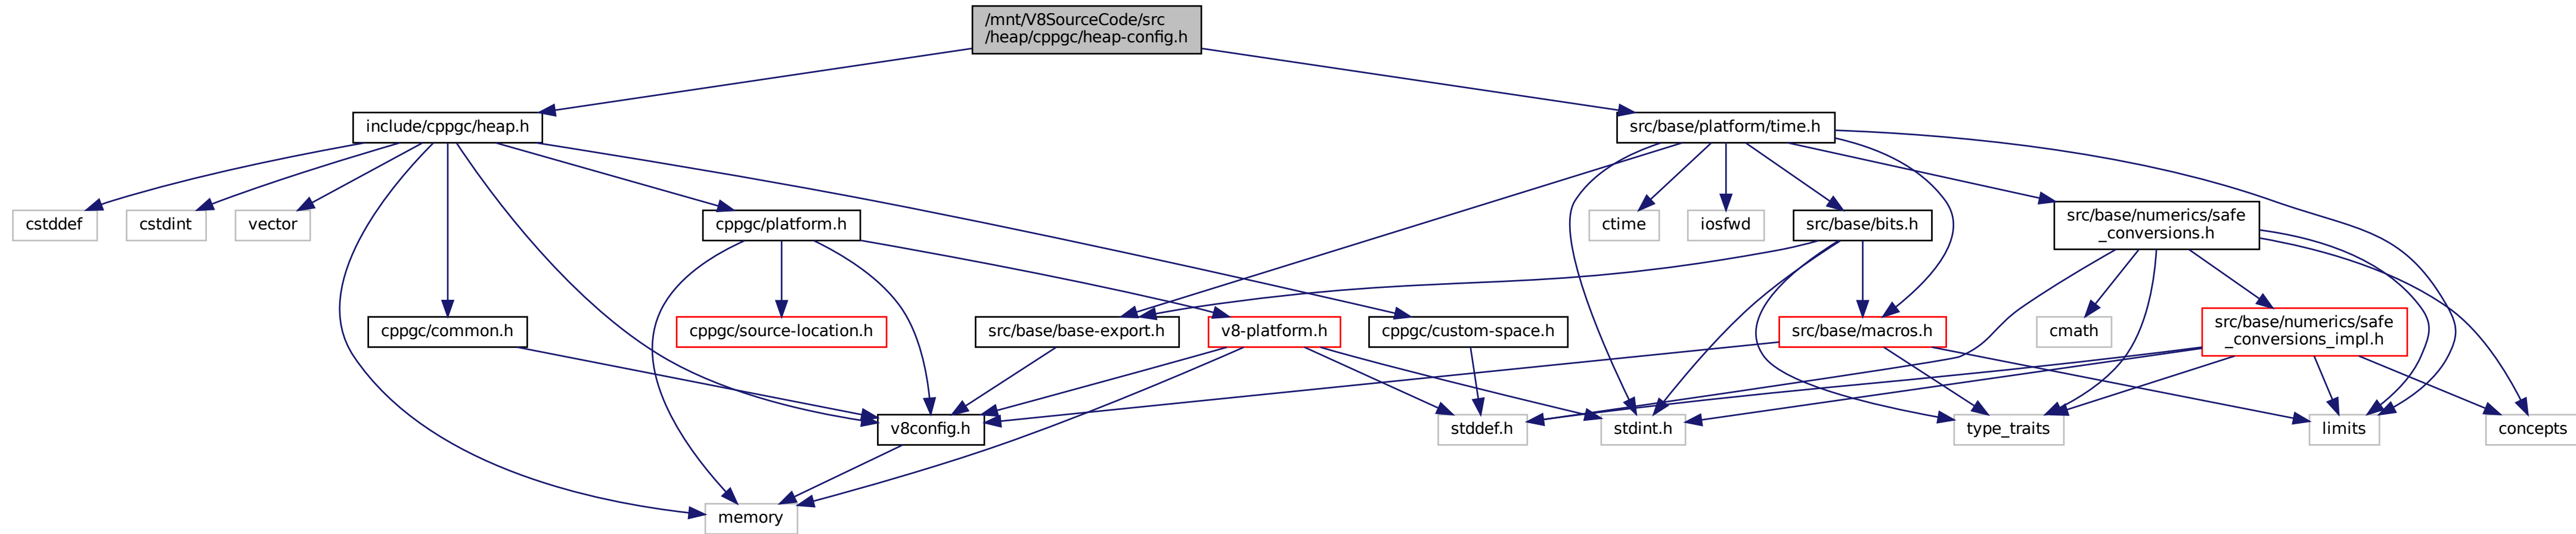 /mnt/V8SourceCode/src
/heap/cppgc/heap-config.h
include/cppgc/heap.h
src/base/platform/time.h
cstddef
cstdint
vector
cppgc/platform.h
ctime
iosfwd
src/base/bits.h
src/base/numerics/safe
_conversions.h
cppgc/common.h
cppgc/source-location.h
src/base/base-export.h
v8-platform.h
cppgc/custom-space.h
src/base/macros.h
cmath
src/base/numerics/safe
_conversions_impl.h
v8config.h
stddef.h
stdint.h
type_traits
limits
concepts
memory